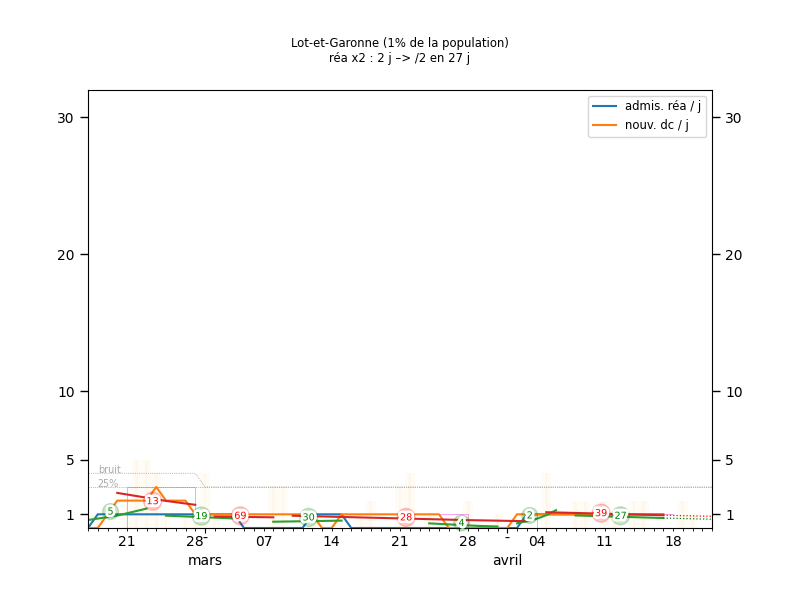 Lot-et-Garonne (1% de la population)
réa x2 : 2 j –> /2 en 27 j
admis. réa / j
nouv. dc / j
30 30
20 20
10 10
5 5
1 1
bruit
25%
5 13 19 69 30 28 4 2 39 27
21 28 07 14 21 28 - 04 11 18
mars avril